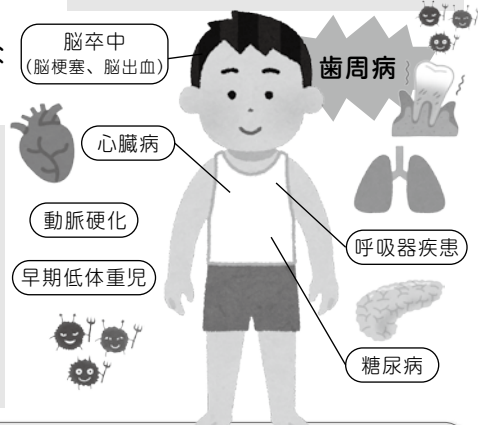 脳卒中
（脳梗塞、脳出血）
歯周病
心臓病
動脈硬化
呼吸器疾患
早期低体重児
糖尿病